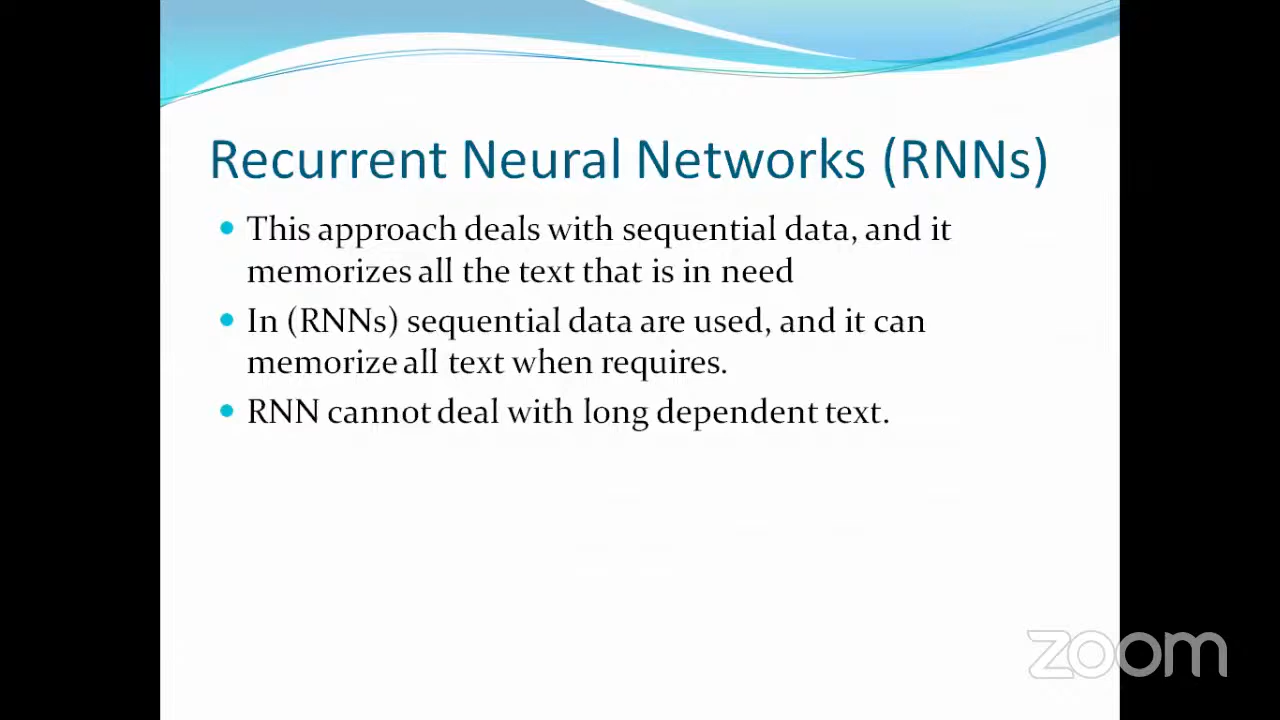 Recurrent Neural Networks (RNNs)
This approach deals with sequential data, and it
memorizes all the text that is in need
In (RNNs) sequential data are used, and it can
memorize all text when requires.
RNN cannot deal with long dependent text.
zoom